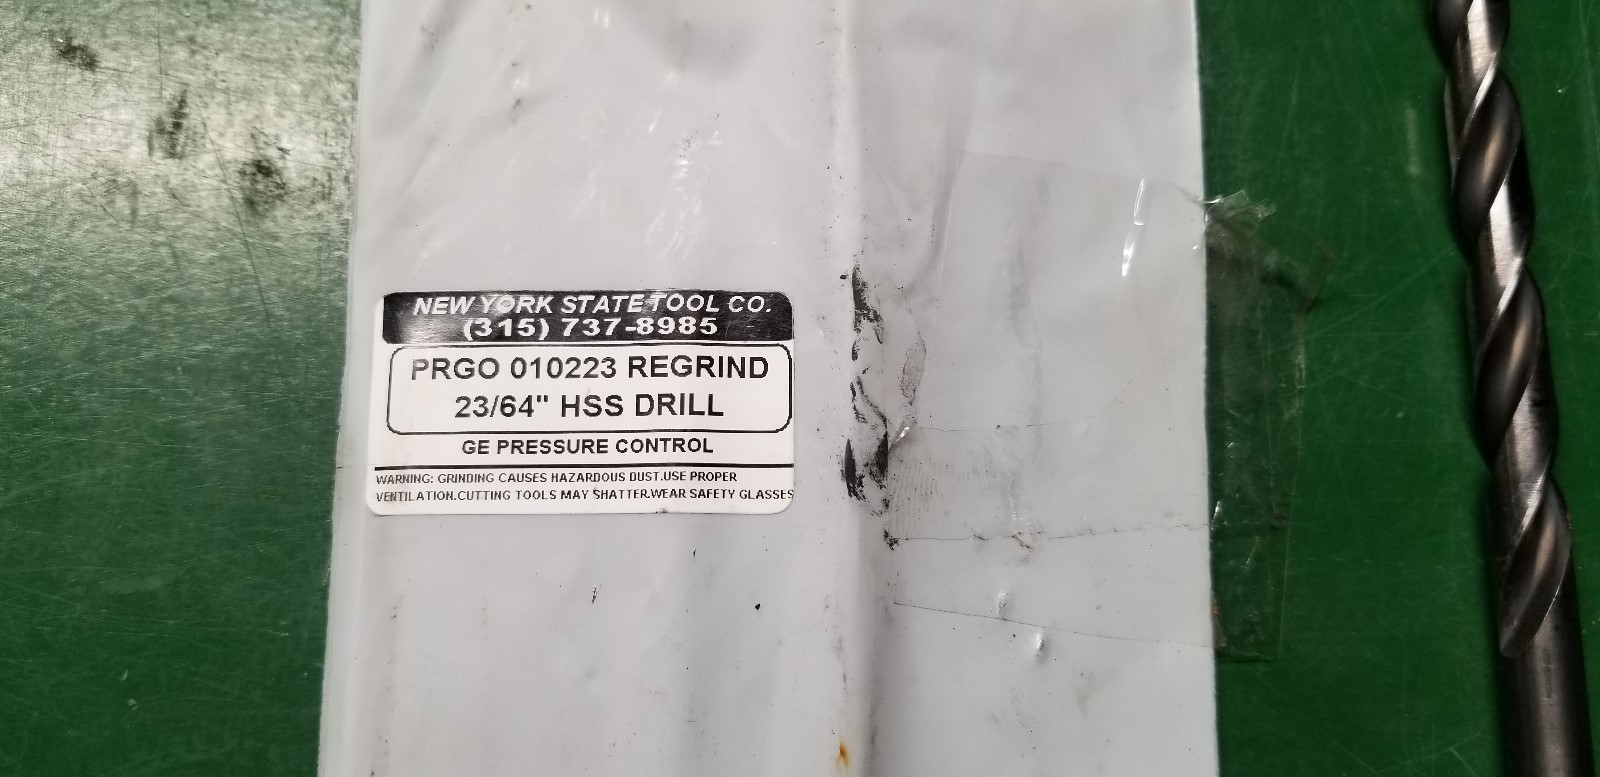 NEW YORK STATE TOOL CO.
(315) 737-8985
PRGO 010223 REGRIND
23/64" HSS DRILL
GE PRESSURE CONTROL
WARNING: GRINDING CAUSES HAZARDOUS DUST.USE PROPER
VENTILATION.CUTTING TOOLS MAY SHATTER.WEAR SAFETY GLASSES